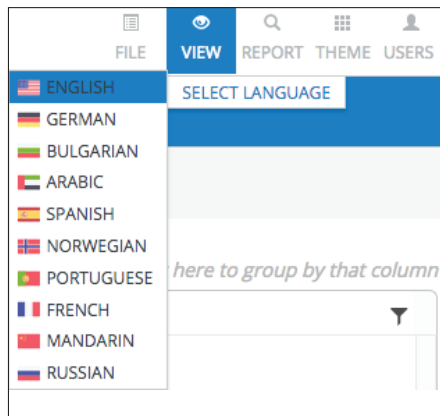 FILE VIEW REPORT THEME USERS
ENGLISH
SELECT LANGUAGE
GERMAN
BULGARIAN
ARABIC
SPANISH
NORWEGIAN
PORTUGUESE
here to group by that column
FRENCH
MANDARIN
RUSSIAN